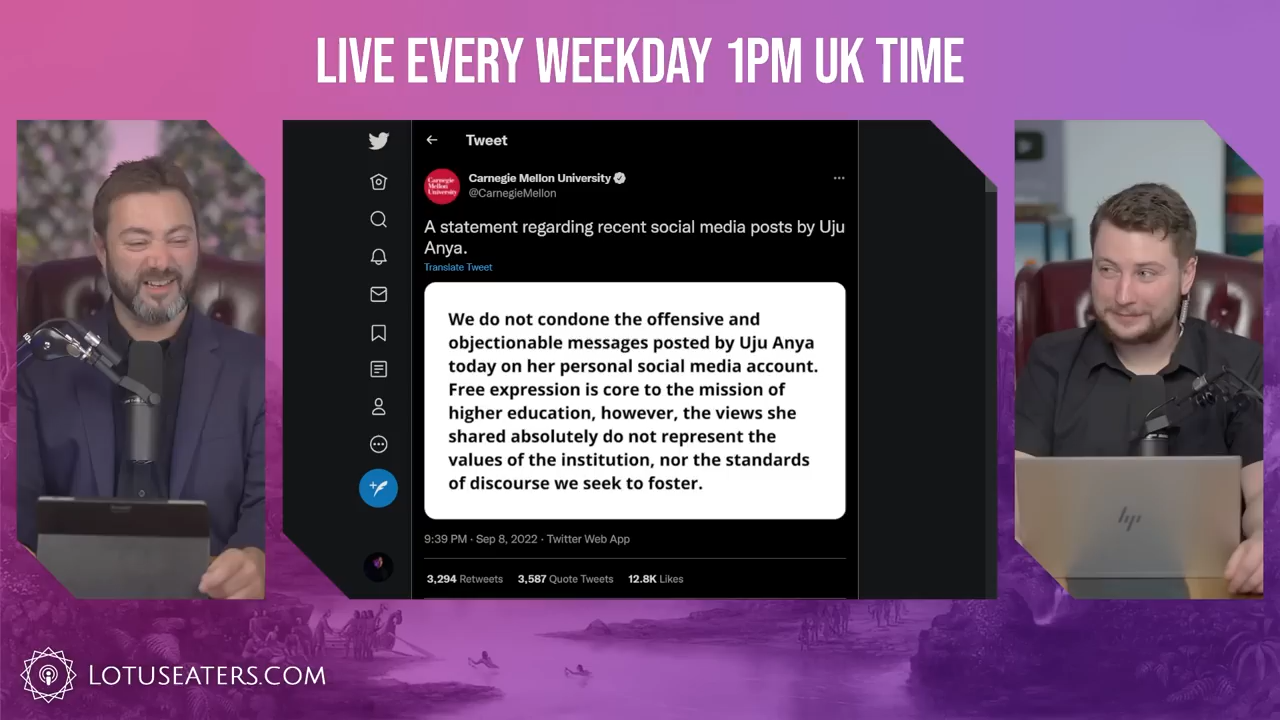 LIVE EVERY WEEKDAY 1PM UK TIME
Tweet
Carnegie Mellon University
Carnegie Mellon University
@CarnegieMellon
A statement regarding recent social media posts by Uju
Anya.
Translate Tweet
We do not condone the offensive and
objectionable messages posted by Uju Anya
today on her personal social media account.
Free expression is core to the mission of
higher education, however, the views she
shared absolutely do not represent the
values of the institution, nor the standards
of discourse we seek to foster.
9:39 PM · Sep 8, 2022 · Twitter Web App
3,294 Retweets 3,587 Quote Tweets 12.8K Likes
hp
LOTUSEATERS.COM